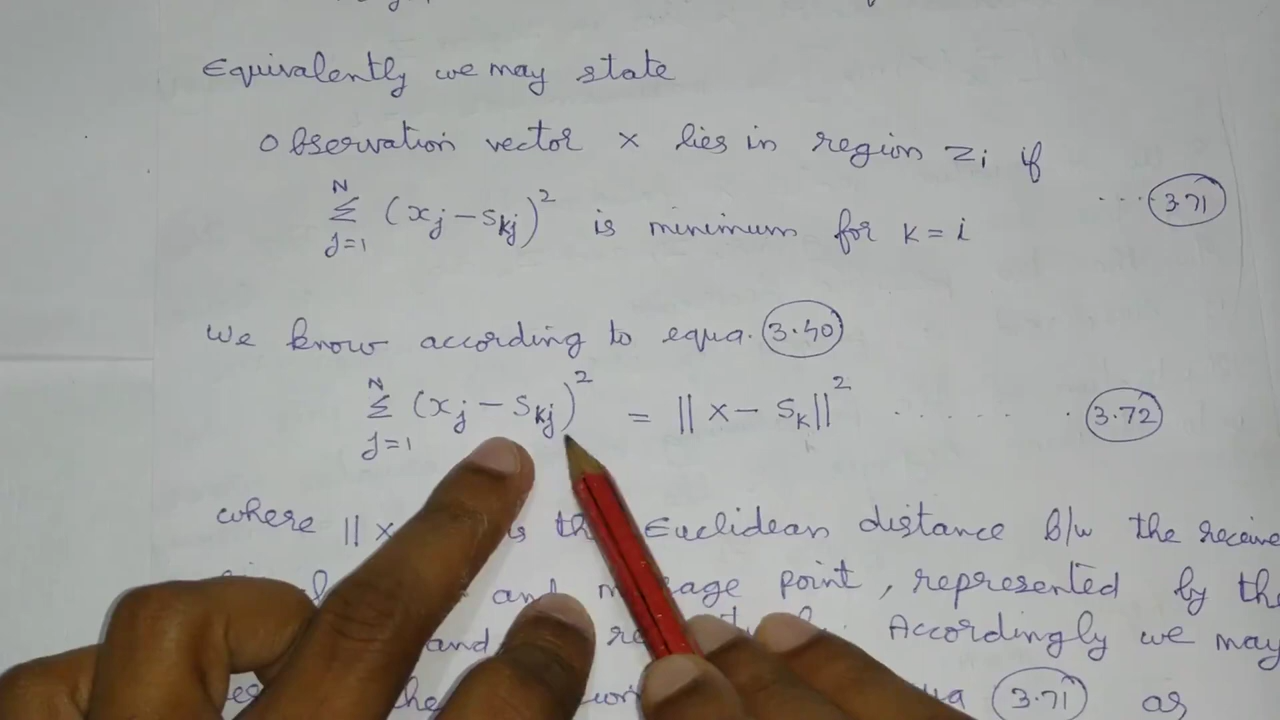 Equivalently we may state
Observation vector x lies in region Zi if
N Σ j=1 (xj - Skj)² is minimum for K = i ... 3.71
We know according to equa. 3.40
N Σ j=1 (xj - Skj)² = || x - Sk ||² ...... 3.72
where || x is the Euclidean distance b/w the receive
and message point, represented by the
and Accordingly we may
3.71 as